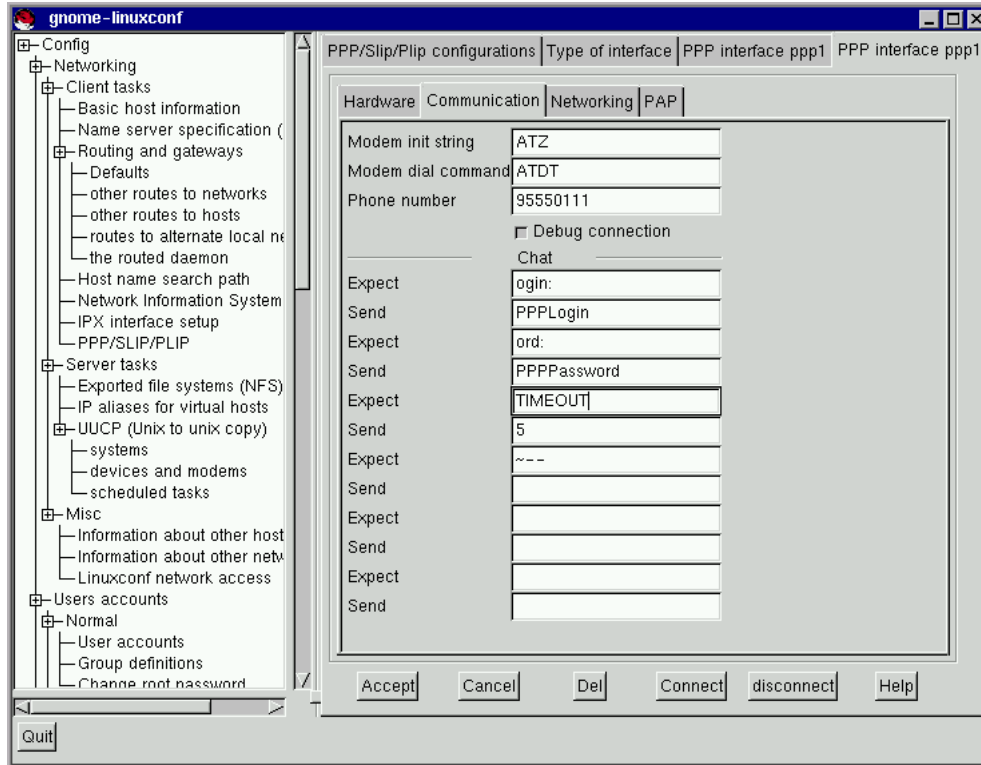 gnome-linuxconf
Config
Networking
Client tasks
Basic host information
Name server specification (
Routing and gateways
Defaults
other routes to networks
other routes to hosts
routes to alternate local ne
the routed daemon
Host name search path
Network Information System
IPX interface setup
PPP/SLIP/PLIP
Server tasks
Exported file systems (NFS)
IP aliases for virtual hosts
UUCP (Unix to unix copy)
systems
devices and modems
scheduled tasks
Misc
Information about other host
Information about other netw
Linuxconf network access
Users accounts
Normal
User accounts
Group definitions
Change root password
Quit
PPP/Slip/Plip configurations Type of interface PPP interface ppp1 PPP interface ppp1
Hardware Communication Networking PAP
Modem init string ATZ
Modem dial command ATDT
Phone number 95550111
Debug connection
Chat
Expect ogin:
Send PPPLogin
Expect ord:
Send PPPPassword
Expect TIMEOUT
Send 5
Expect ~--
Send
Expect
Send
Expect
Send
Accept Cancel Del Connect disconnect Help